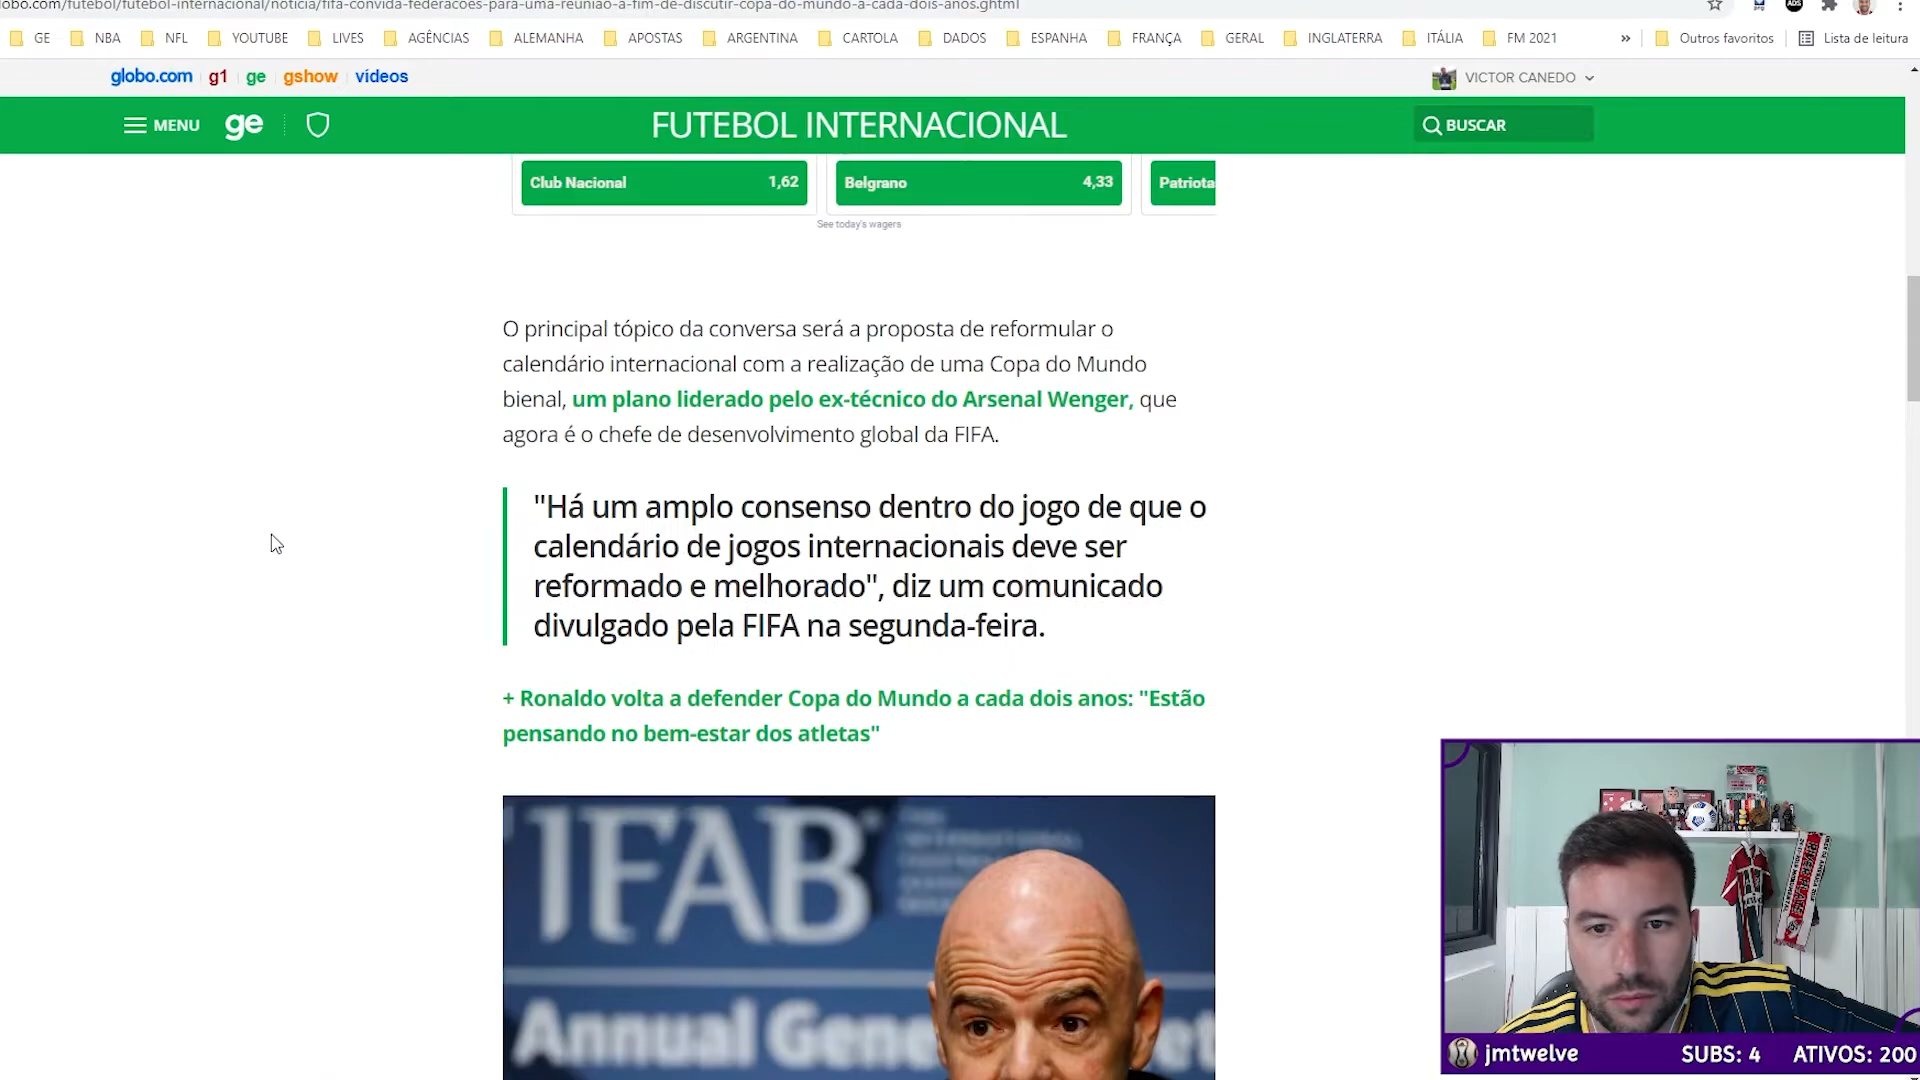 lobo.com/futebol/futebol-internacional/noticia/fifa-convida-federacoes-para-uma-reuniao-a-fim-de-discutir-copa-do-mundo-a-cada-dois-anos.ghtml
GE NBA NFL YOUTUBE LIVES AGÊNCIAS ALEMANHA APOSTAS ARGENTINA CARTOLA DADOS ESPANHA FRANÇA GERAL INGLATERRA ITÁLIA FM 2021 » Outros favoritos Lista de leitura
globo.com g1 ge gshow vídeos VICTOR CANEDO
MENU ge FUTEBOL INTERNACIONAL BUSCAR
Club Nacional 1,62 Belgrano 4,33 Patriota
See today's wagers
O principal tópico da conversa será a proposta de reformular o
calendário internacional com a realização de uma Copa do Mundo
bienal, um plano liderado pelo ex-técnico do Arsenal Wenger, que
agora é o chefe de desenvolvimento global da FIFA.
"Há um amplo consenso dentro do jogo de que o
calendário de jogos internacionais deve ser
reformado e melhorado", diz um comunicado
divulgado pela FIFA na segunda-feira.
+ Ronaldo volta a defender Copa do Mundo a cada dois anos: "Estão
pensando no bem-estar dos atletas"
IFAB
Annual Gene
jmtwelve SUBS: 4 ATIVOS: 200